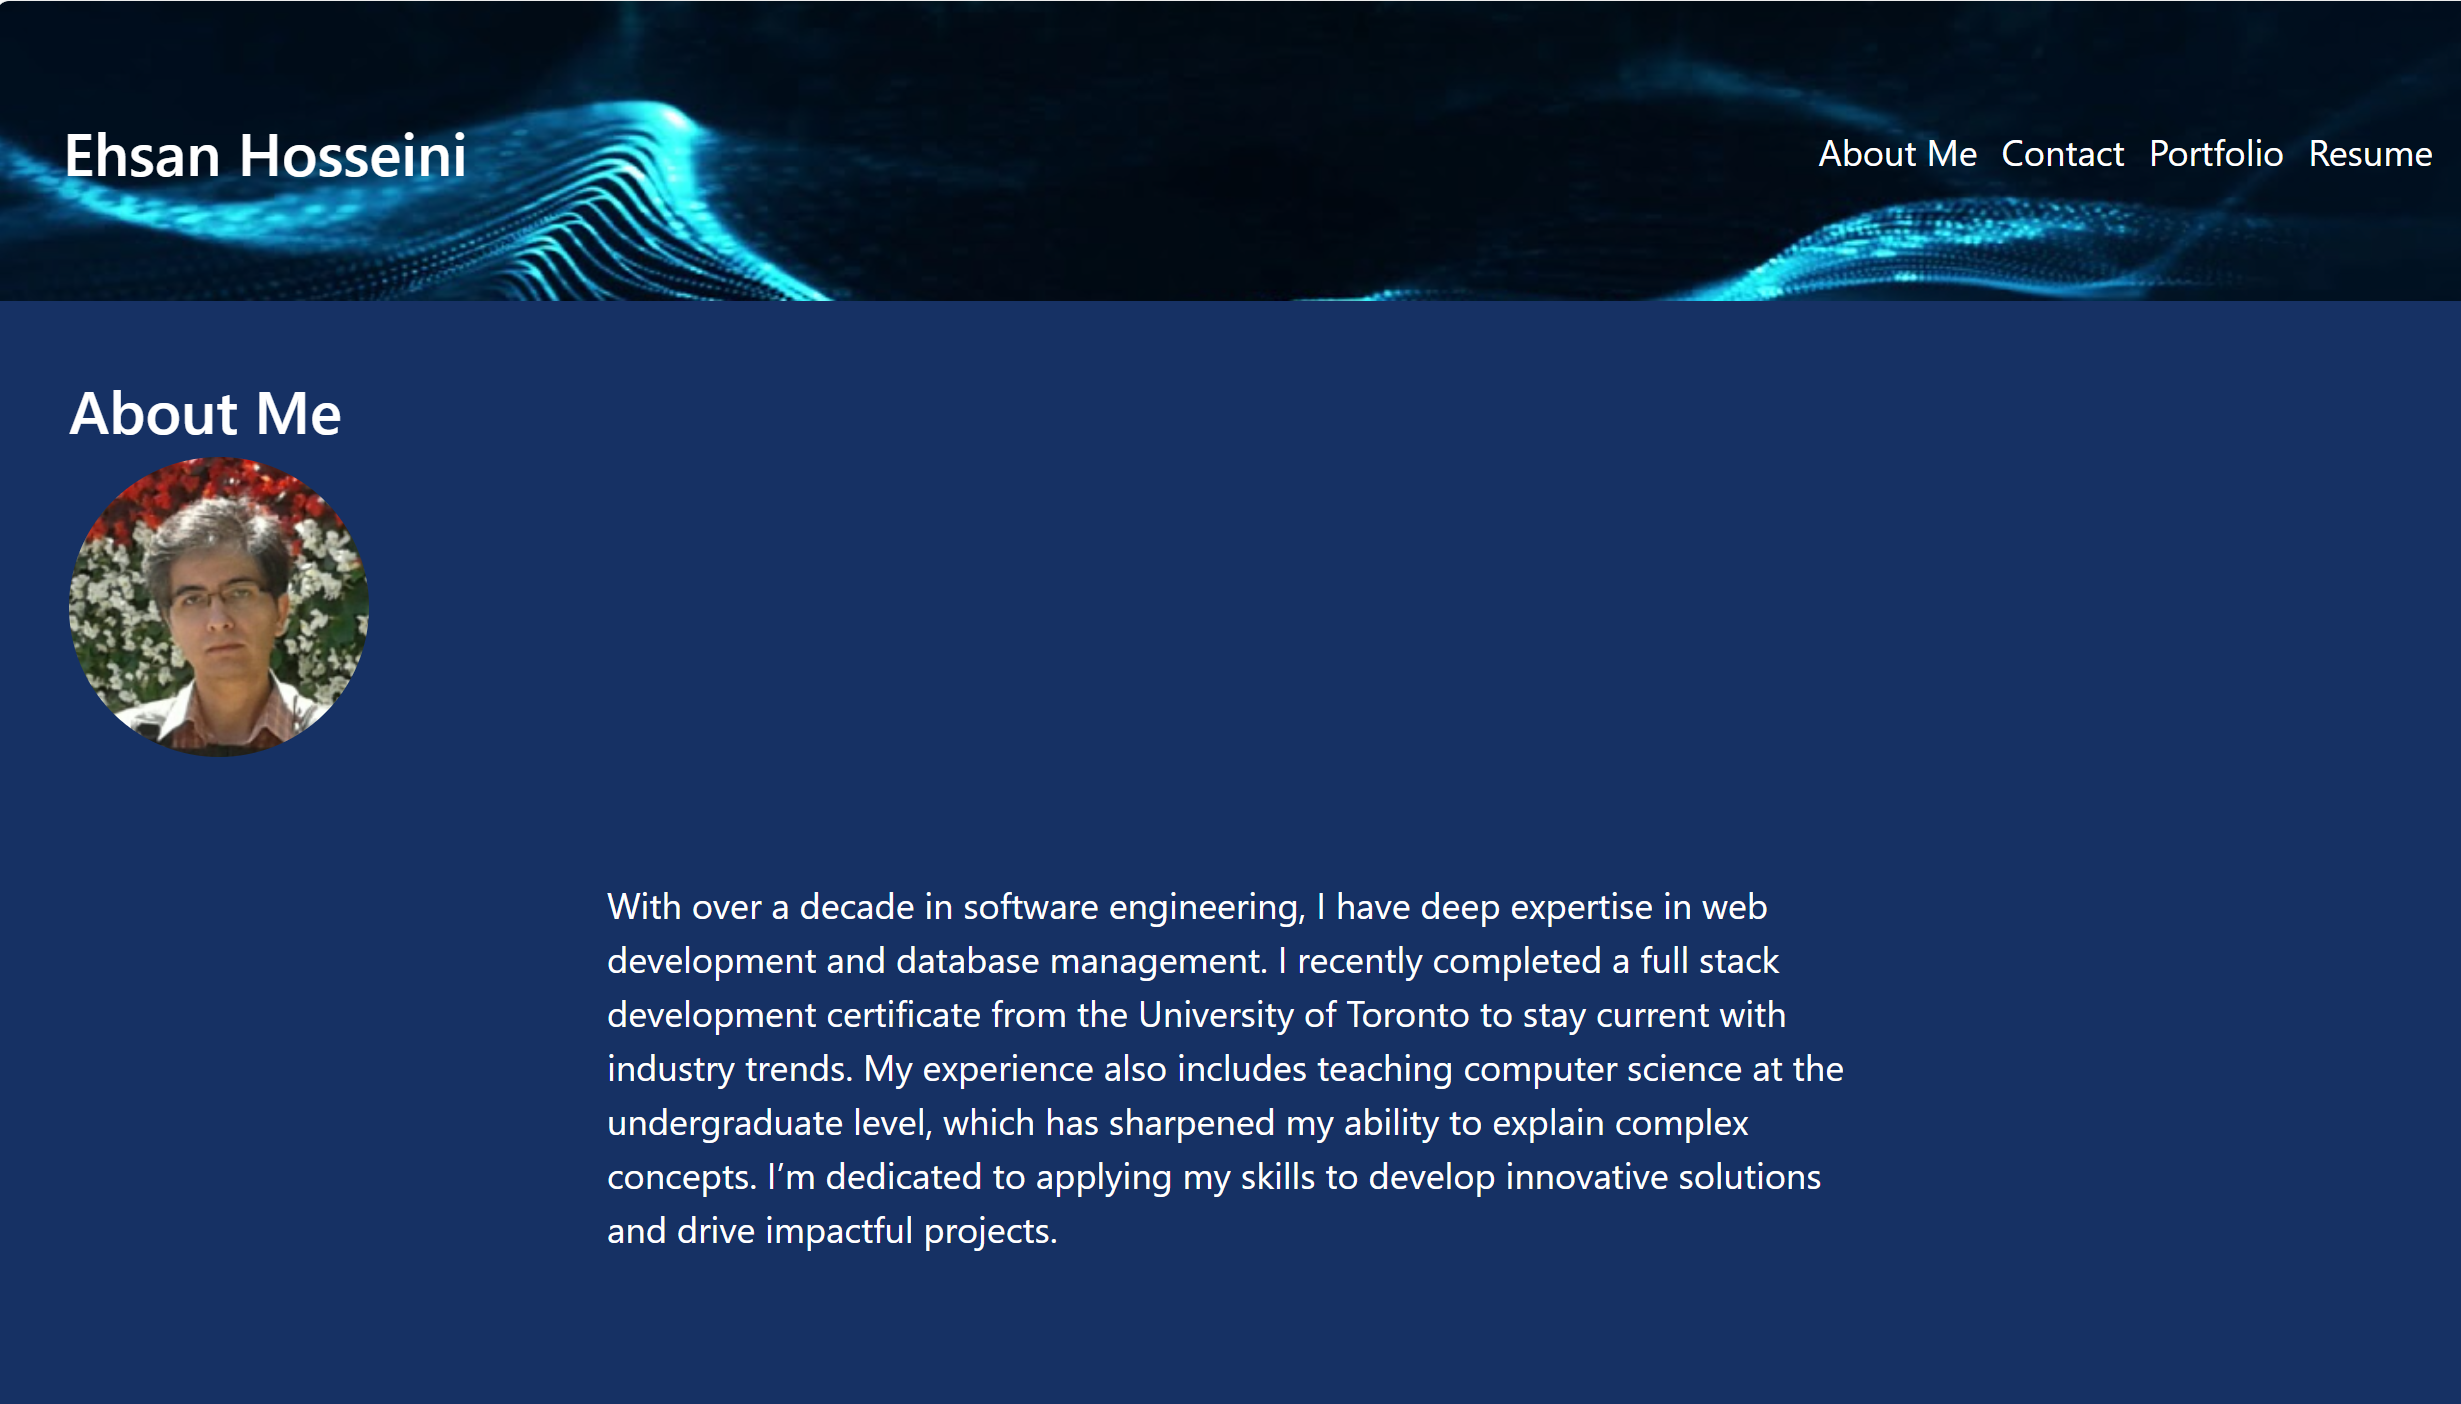 Ehsan Hosseini
About Me Contact Portfolio Resume
About Me
With over a decade in software engineering, I have deep expertise in web
development and database management. I recently completed a full stack
development certificate from the University of Toronto to stay current with
industry trends. My experience also includes teaching computer science at the
undergraduate level, which has sharpened my ability to explain complex
concepts. I’m dedicated to applying my skills to develop innovative solutions
and drive impactful projects.